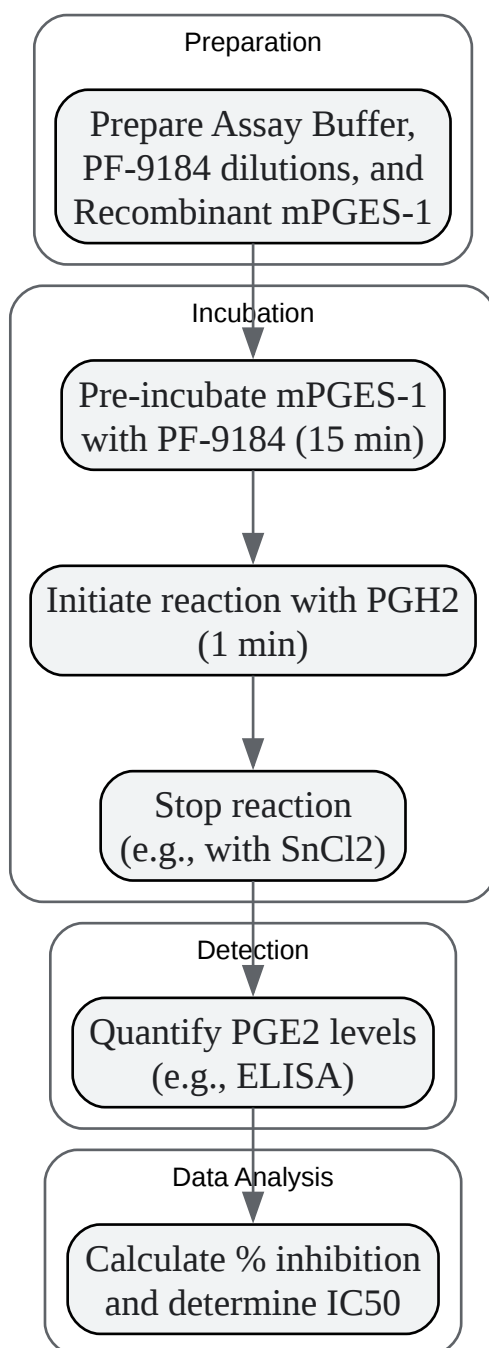 Preparation
Prepare Assay Buffer,
PF-9184 dilutions, and
Recombinant mPGES-1
Incubation
Pre-incubate mPGES-1
with PF-9184 (15 min)
Initiate reaction with PGH2
(1 min)
Stop reaction
(e.g., with SnCl2)
Detection
Quantify PGE2 levels
(e.g., ELISA)
Data Analysis
Calculate % inhibition
and determine IC50